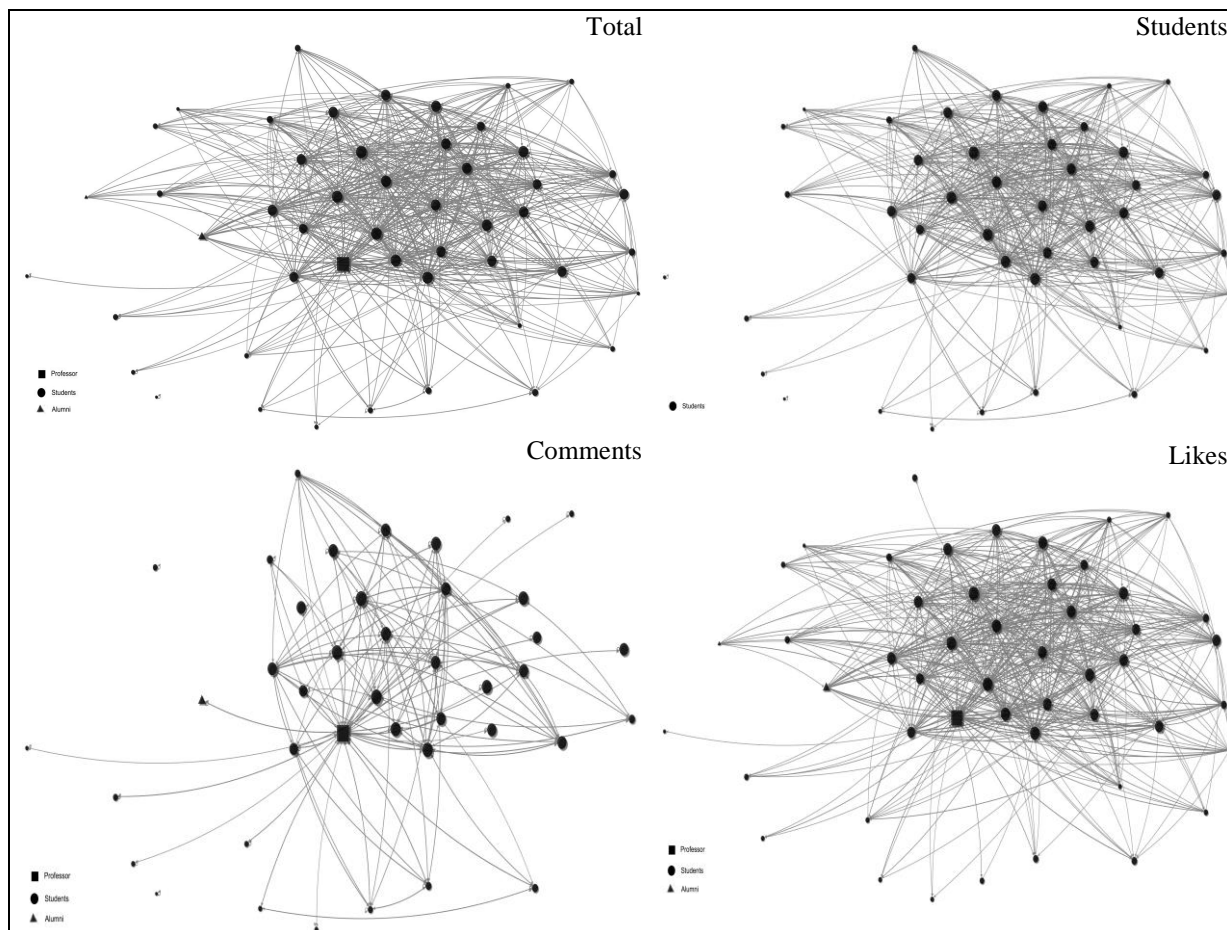 Total
Students
Professor
Students
Alumni
Students
Comments
Likes
Professor
Students
Alumni
Professor
Students
Alumni